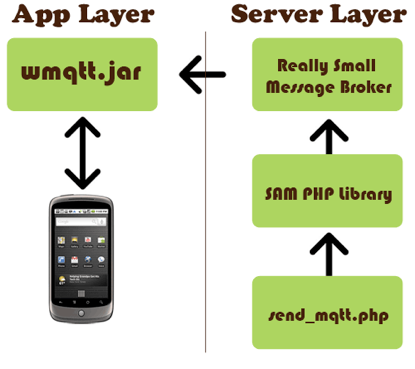 App Layer
Server Layer
wmqtt.jar
Really Small
Message Broker
SAM PHP Library
send_mqtt.php